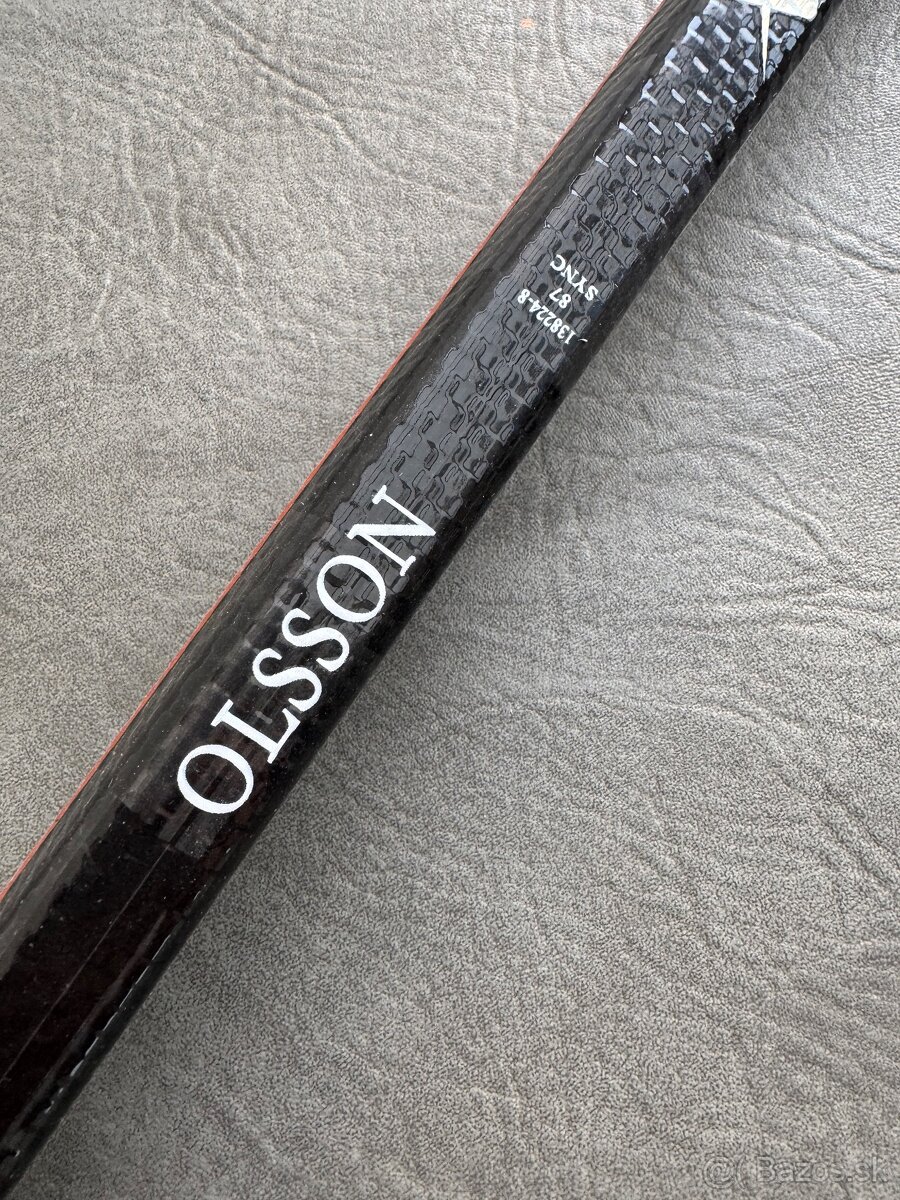 138224-8
87
SYNC
OLSSON
Bazos.sk